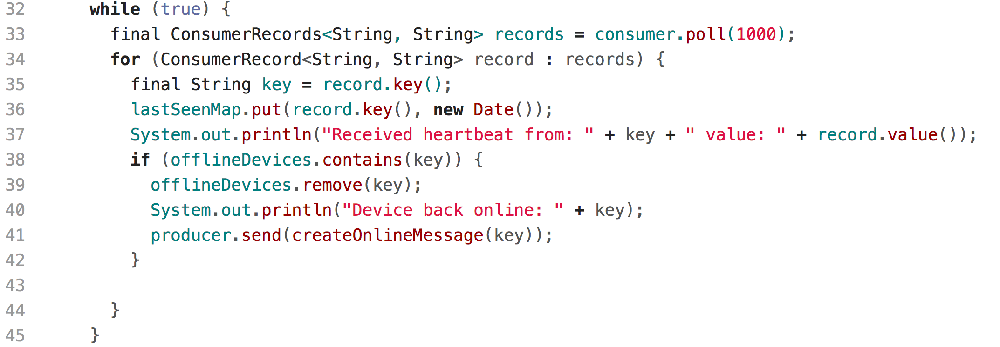 32 while (true) {
33 final ConsumerRecords<String, String> records = consumer.poll(1000);
34 for (ConsumerRecord<String, String> record : records) {
35 final String key = record.key();
36 lastSeenMap.put(record.key(), new Date());
37 System.out.println("Received heartbeat from: " + key + " value: " + record.value());
38 if (offlineDevices.contains(key)) {
39 offlineDevices.remove(key);
40 System.out.println("Device back online: " + key);
41 producer.send(createOnlineMessage(key));
42 }
43
44 }
45 }